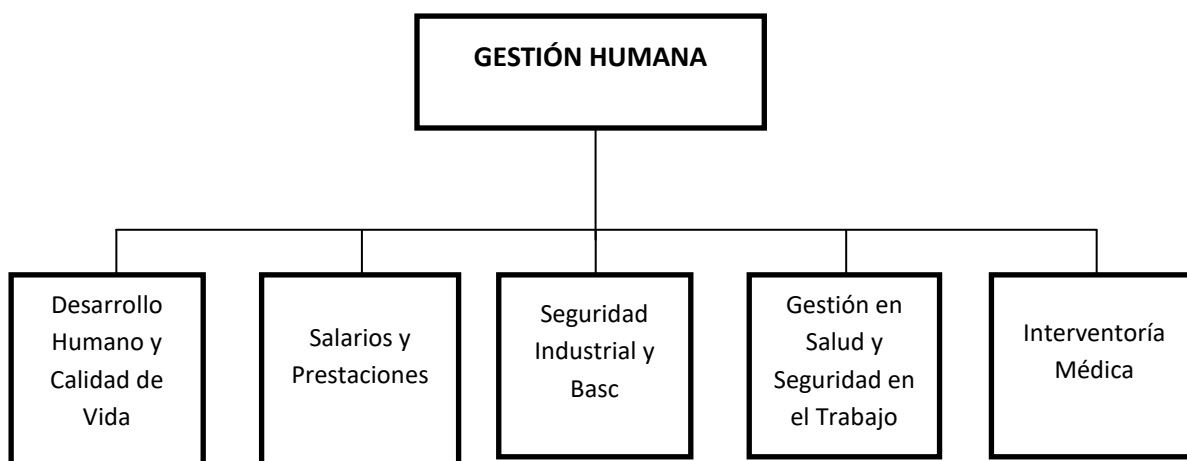 GESTIÓN HUMANA
Desarrollo
Humano y
Calidad de
Vida
Salarios y
Prestaciones
Seguridad
Industrial y
Basc
Gestión en
Salud y
Seguridad en
el Trabajo
Interventoría
Médica